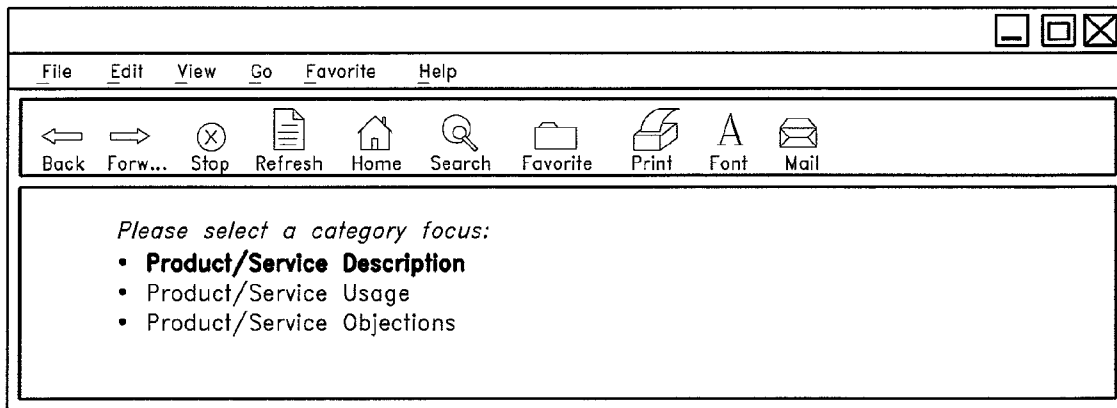 File Edit View Go Favorite Help
Back Forw... Stop Refresh Home Search Favorite Print Font Mail
Please select a category focus:
• Product/Service Description
• Product/Service Usage
• Product/Service Objections